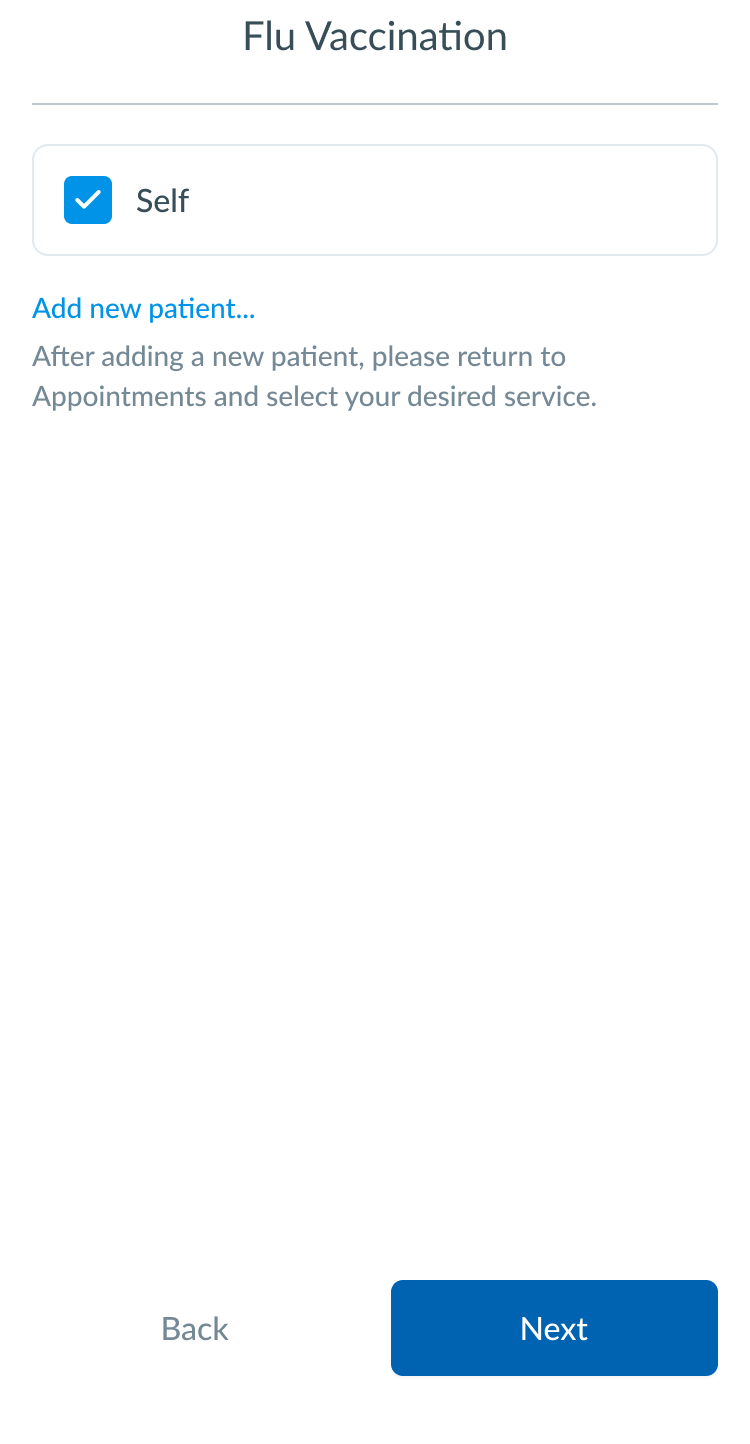 Flu Vaccination
Self
Add new patient...
After adding a new patient, please return to
Appointments and select your desired service.
Back
Next